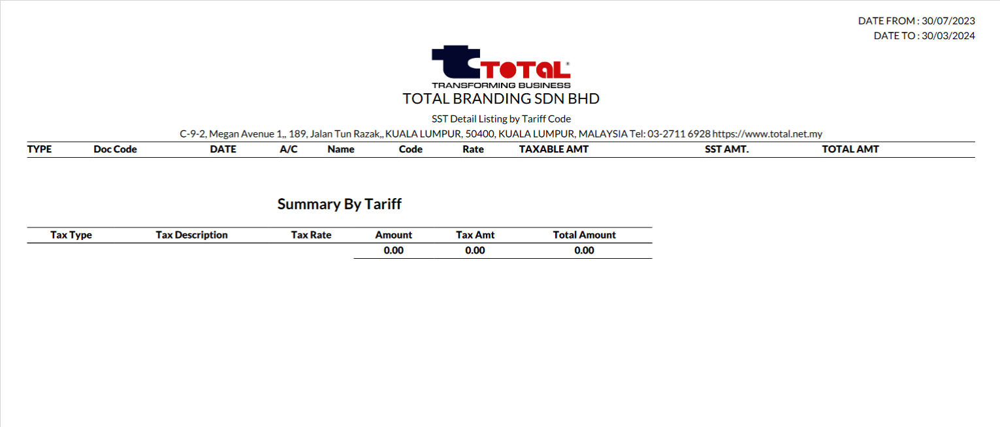 DATE FROM : 30/07/2023
DATE TO : 30/03/2024
TOTAL®
TRANSFORMING BUSINESS
TOTAL BRANDING SDN BHD
SST Detail Listing by Tariff Code
C-9-2, Megan Avenue 1,, 189, Jalan Tun Razak,, KUALA LUMPUR, 50400, KUALA LUMPUR, MALAYSIA Tel: 03-2711 6928 https://www.total.net.my
TYPE Doc Code DATE A/C Name Code Rate TAXABLE AMT SST AMT. TOTAL AMT
Summary By Tariff
Tax Type Tax Description Tax Rate Amount Tax Amt Total Amount
0.00 0.00 0.00